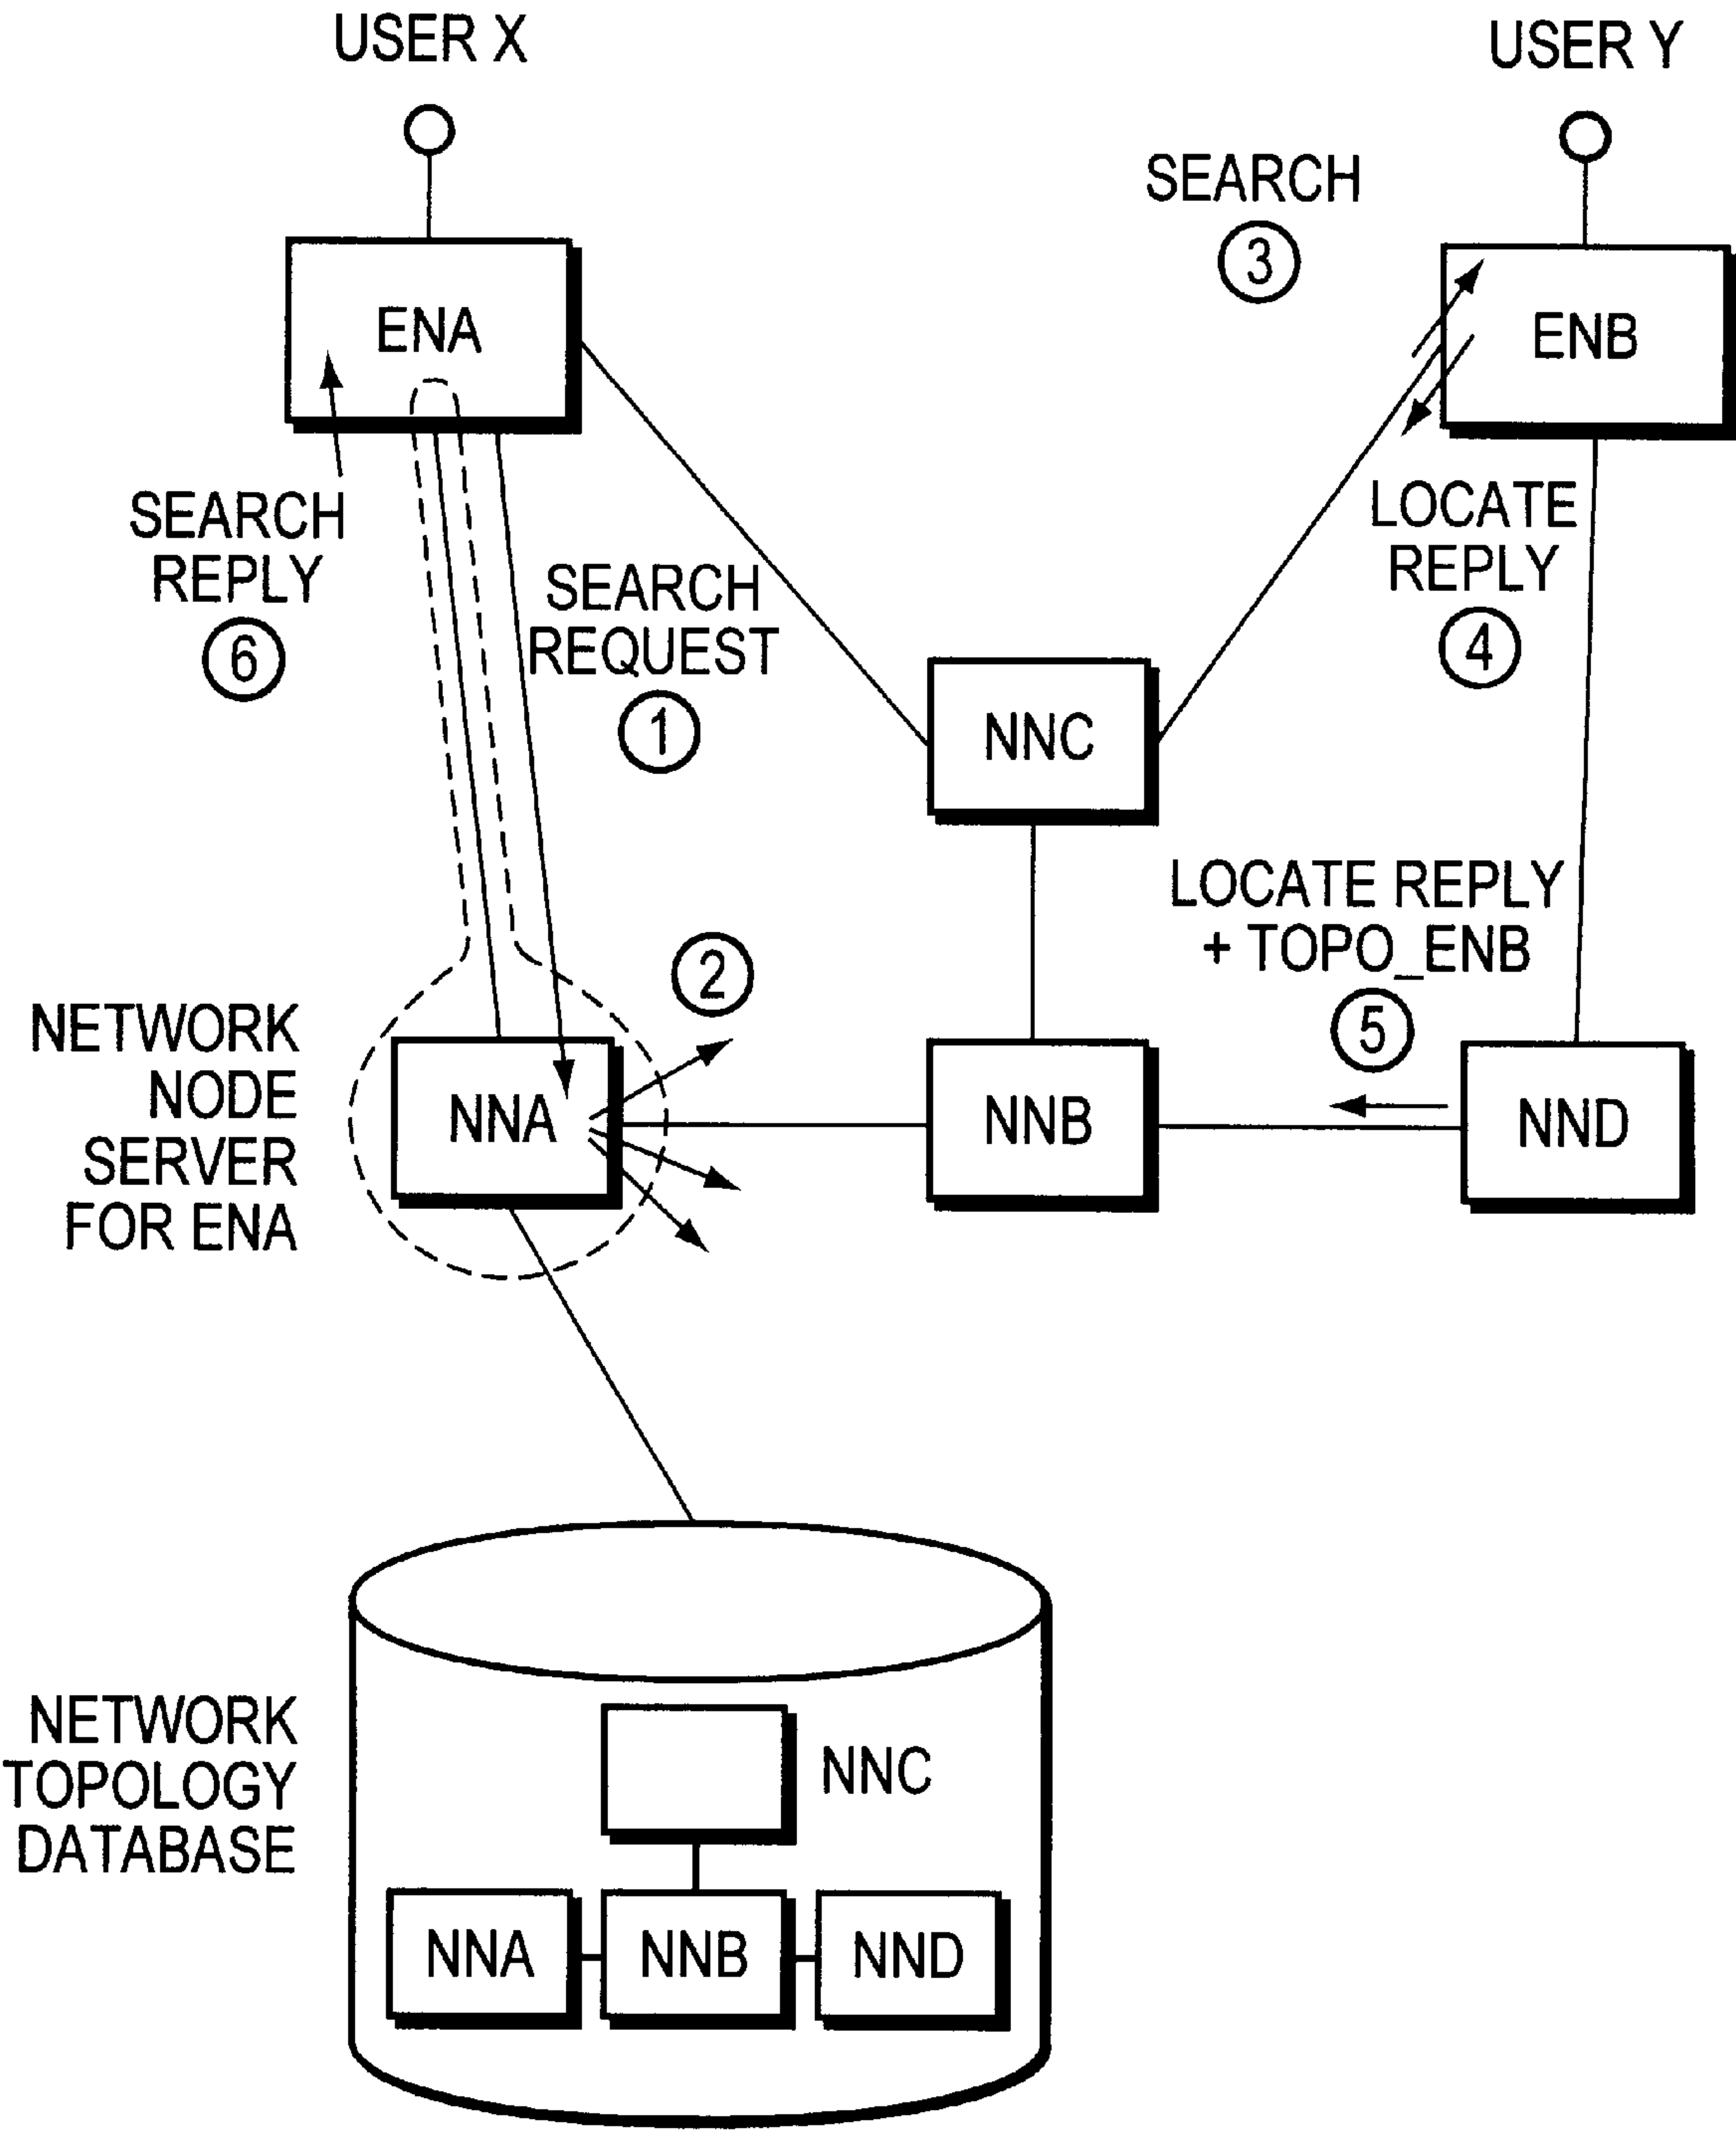 USER X
USER Y
SEARCH
3
ENA
ENB
SEARCH
REPLY
6
SEARCH
REQUEST
1
LOCATE
REPLY
4
NNC
LOCATE REPLY
+ TOPO_ENB
5
2
NETWORK
NODE
SERVER
FOR ENA
NNA
NNB
NND
NETWORK
TOPOLOGY
DATABASE
NNC
NNA
NNB
NND